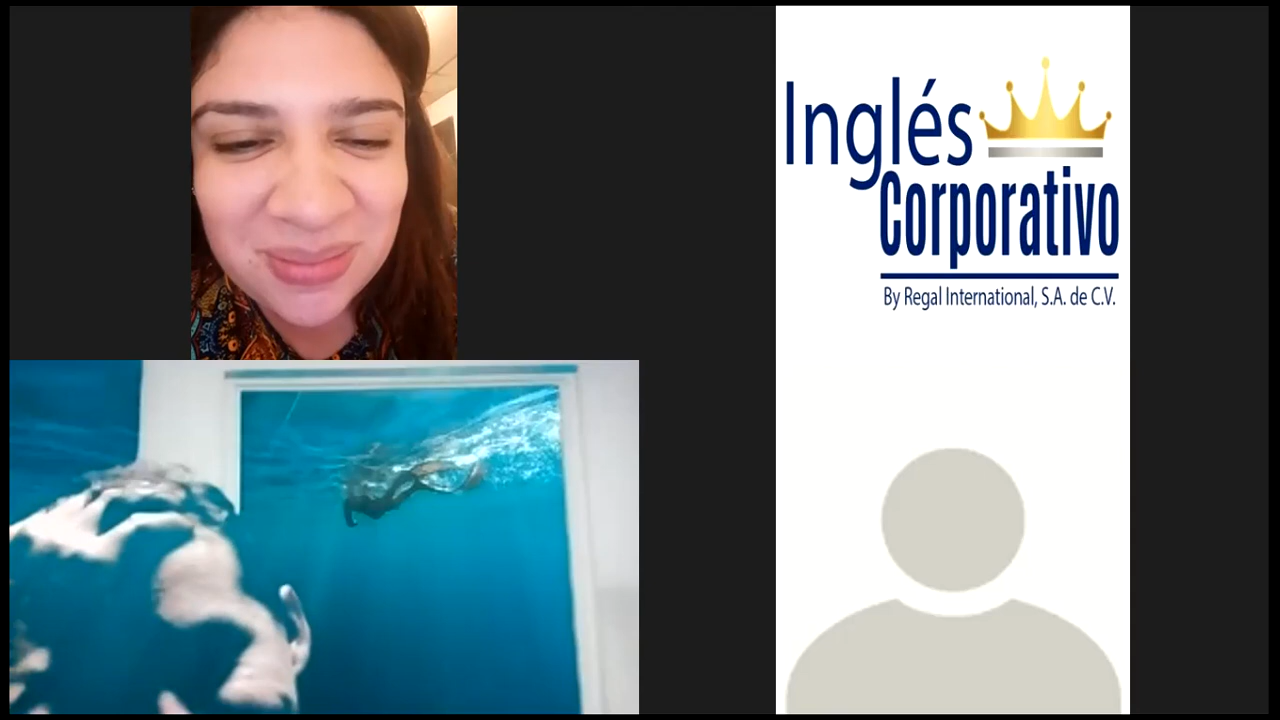 Inglés
Corporativo
By Regal International, S.A. de C.V.